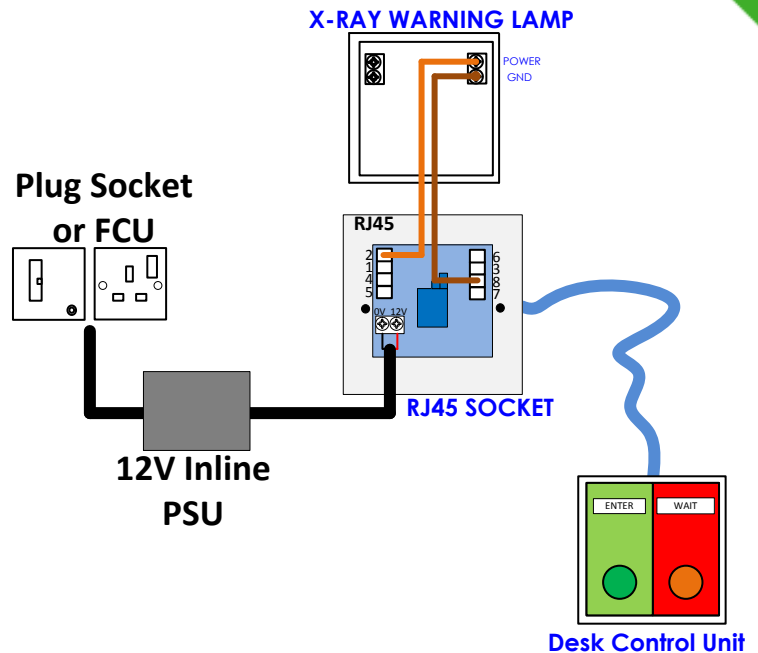 X-RAY WARNING LAMP
POWER
GND
Plug Socket
or FCU
RJ45
2
1
4
5
6
3
8
7
0V 12V
RJ45 SOCKET
12V Inline
PSU
ENTER
WAIT
Desk Control Unit